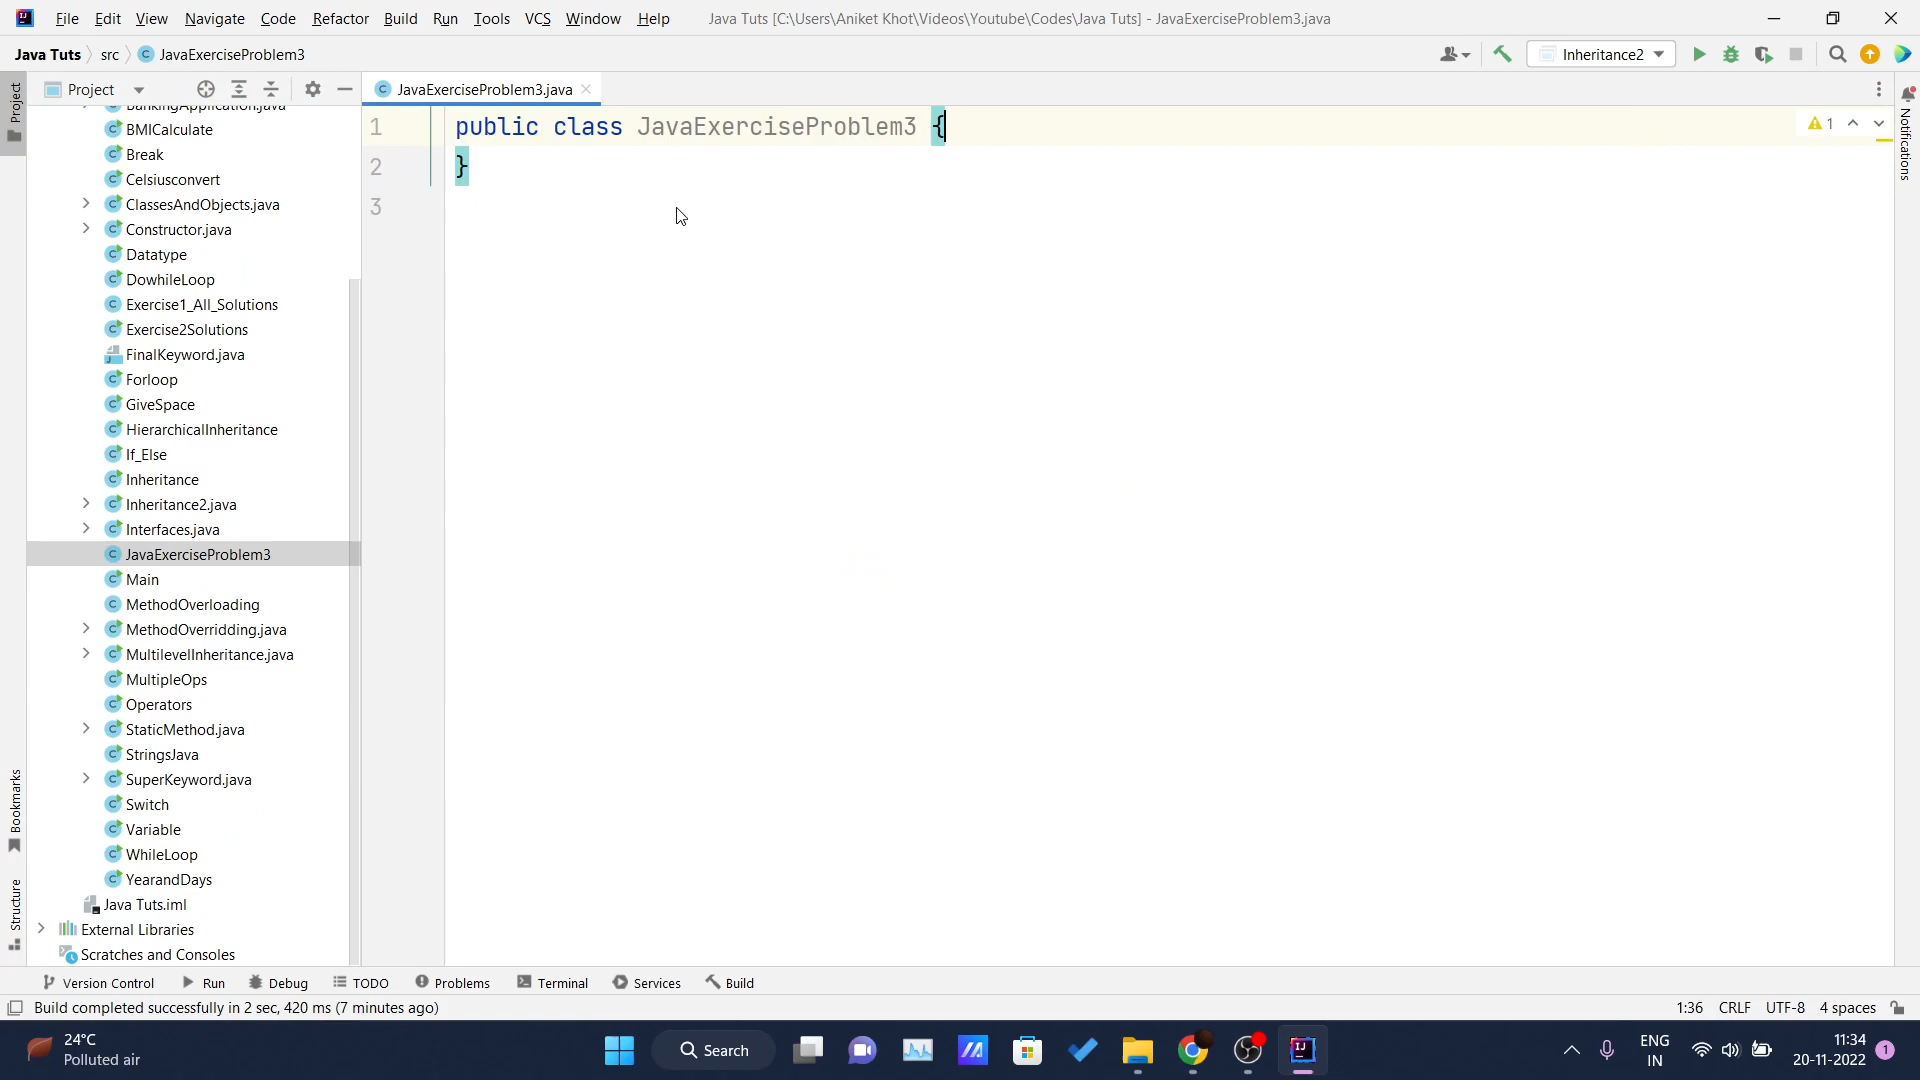 File Edit View Navigate Code Refactor Build Run Tools VCS Window Help Java Tuts [C:\Users\Aniket Khot\Videos\Youtube\Codes\Java Tuts] - JavaExerciseProblem3.java
Java Tuts src JavaExerciseProblem3 Inheritance2
Project JavaExerciseProblem3.java
Project
Notifications
1 public class JavaExerciseProblem3 {
2 }
3
1
BankingApplication.java
BMICalculate
Break
Celsiusconvert
ClassesAndObjects.java
Constructor.java
Datatype
DowhileLoop
Exercise1_All_Solutions
Exercise2Solutions
FinalKeyword.java
Forloop
GiveSpace
HierarchicalInheritance
If_Else
Inheritance
Inheritance2.java
Interfaces.java
JavaExerciseProblem3
Main
MethodOverloading
MethodOverridding.java
MultilevelInheritance.java
MultipleOps
Operators
StaticMethod.java
StringsJava
SuperKeyword.java
Switch
Variable
WhileLoop
YearandDays
Java Tuts.iml
External Libraries
Scratches and Consoles
Bookmarks
Structure
Version Control Run Debug TODO Problems Terminal Services Build
Build completed successfully in 2 sec, 420 ms (7 minutes ago) 1:36 CRLF UTF-8 4 spaces
24°C
Polluted air
Search
ENG
IN
11:34
20-11-2022
1